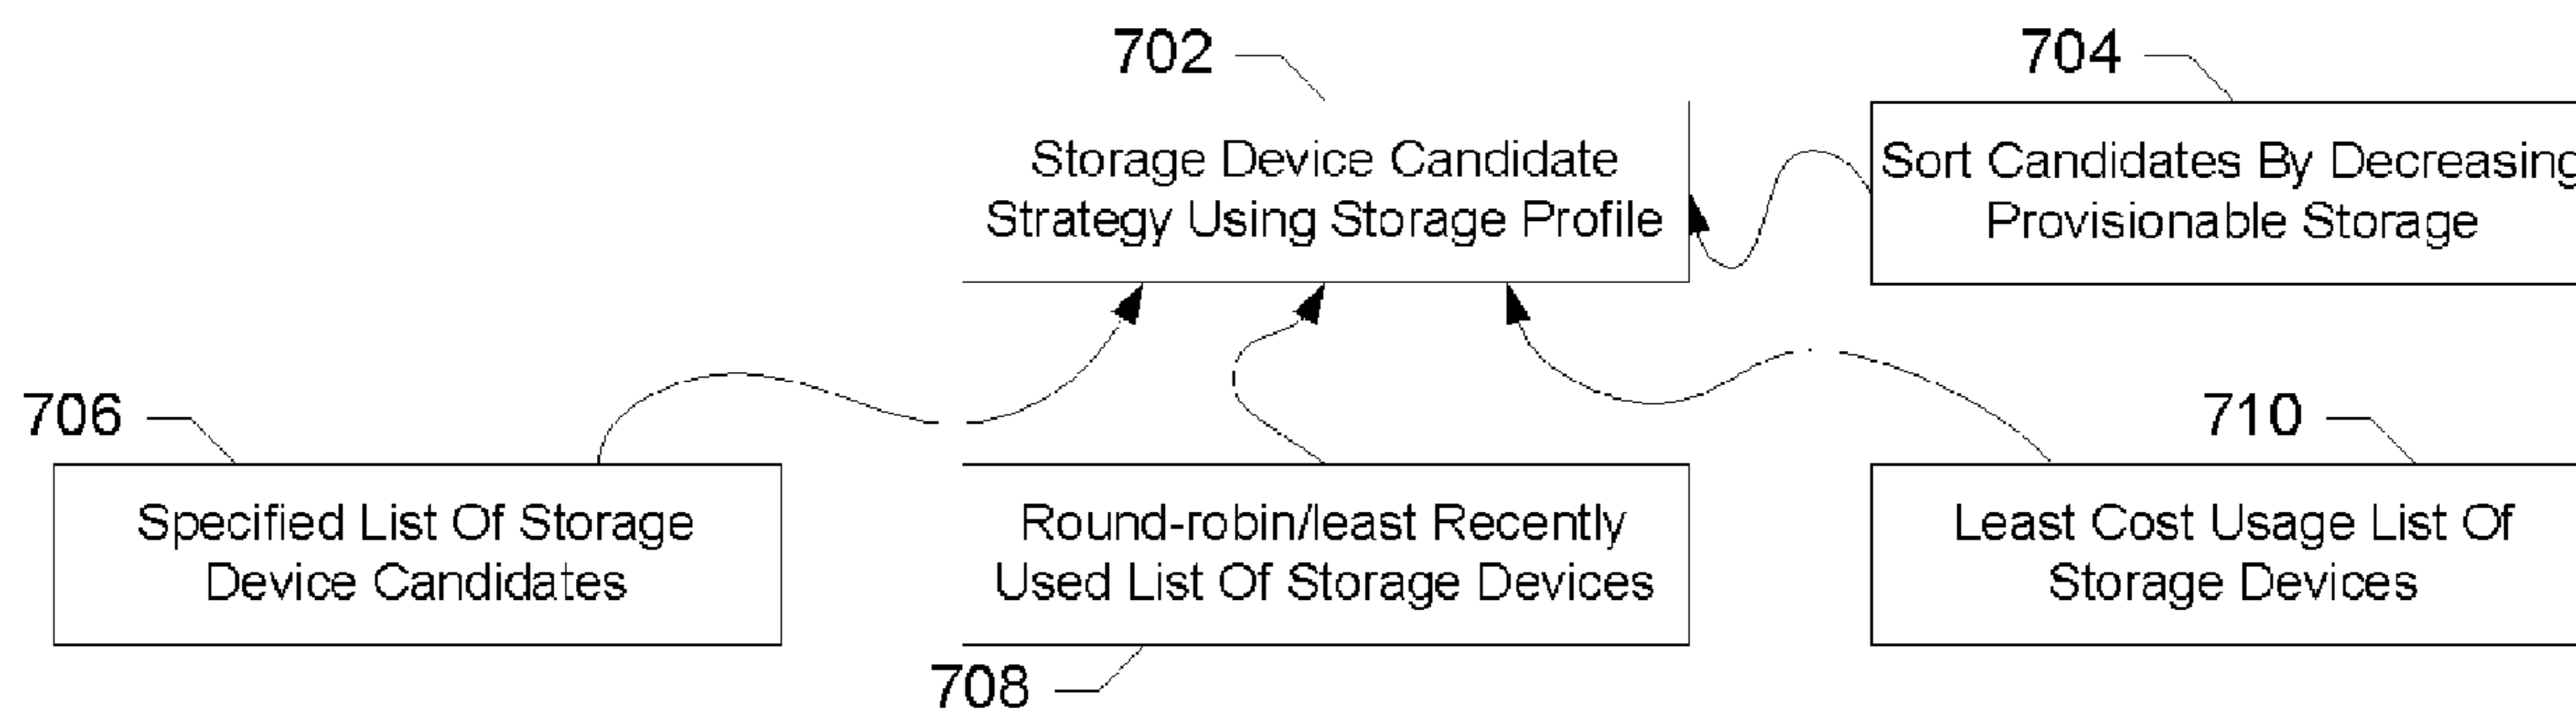 702
704
Storage Device Candidate
Strategy Using Storage Profile
Sort Candidates By Decreasing
Provisionable Storage
706
710
Specified List Of Storage
Device Candidates
Round-robin/least Recently
Used List Of Storage Devices
Least Cost Usage List Of
Storage Devices
708